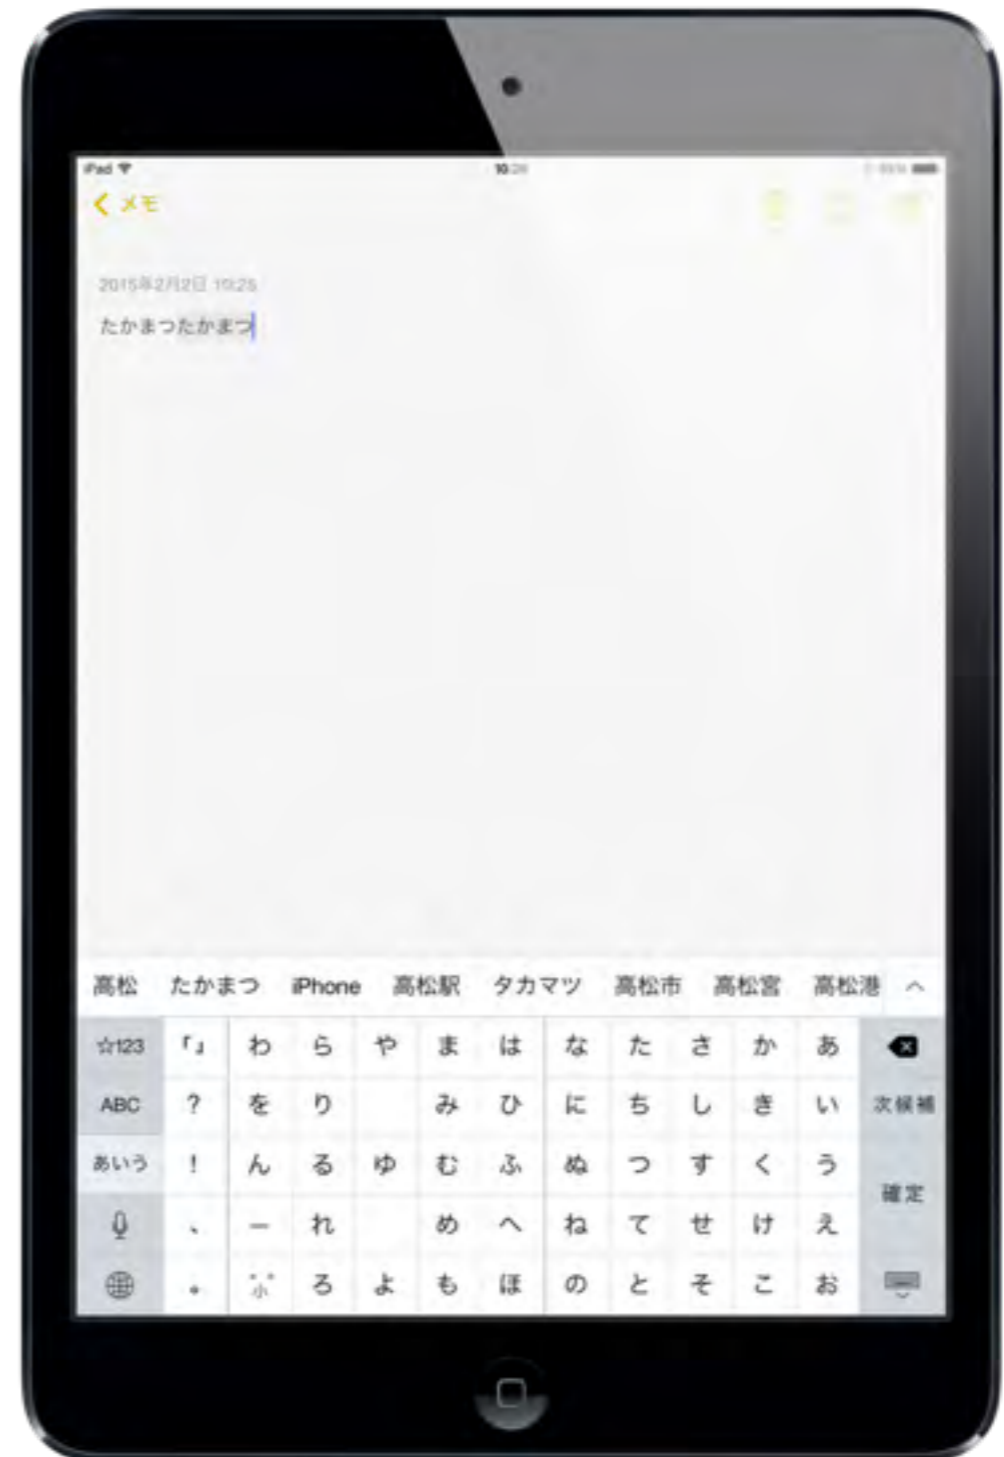 iPad
メモ
2015年2月2日
たかまつたかまつ
高松 たかまつ iPhone 高松駅 タカマツ 高松市 高松宮 高松港
☆123 「」 わ ら や ま は な た さ か あ
ABC ? を り み ひ に ち し き い 次候補
あいう ! ん る ゆ む ふ ぬ つ す く う
確定
、 ー れ め へ ね て せ け え
。 ゛゜小 ろ よ も ほ の と そ こ お